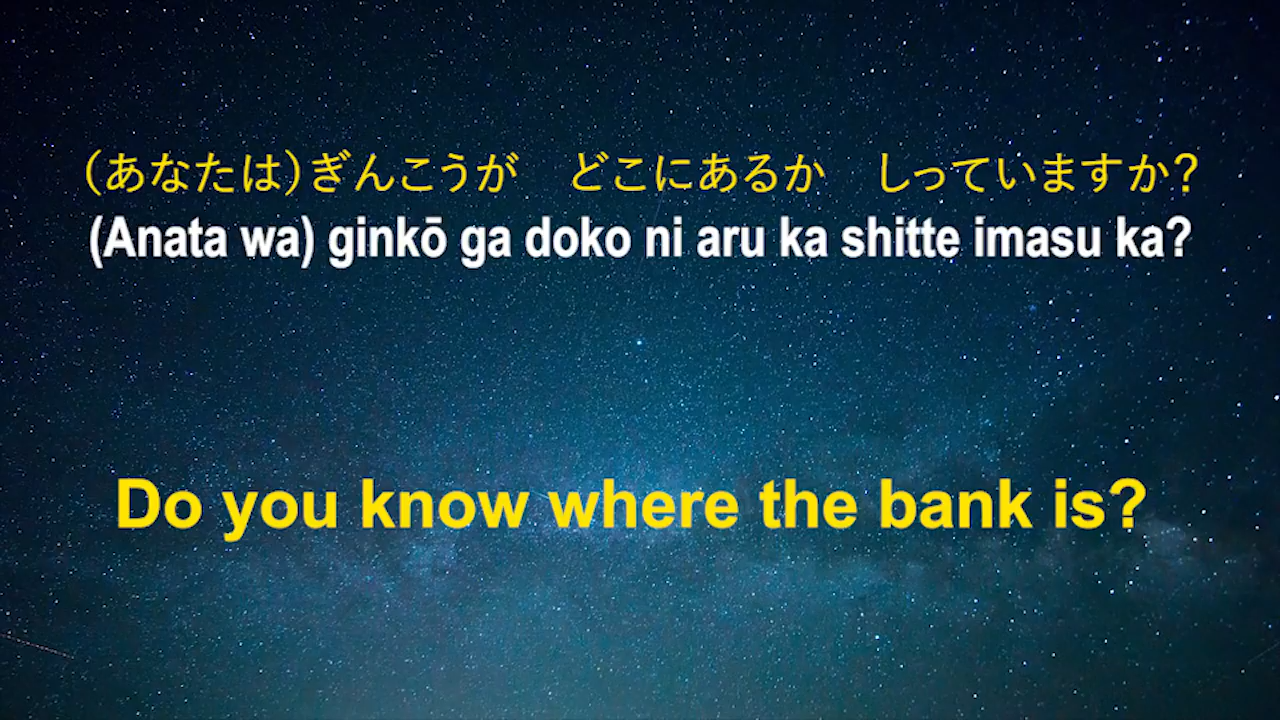 (あなたは)ぎんこうが　どこにあるか　しっていますか?
(Anata wa) ginkō ga doko ni aru ka shitte imasu ka?
Do you know where the bank is?